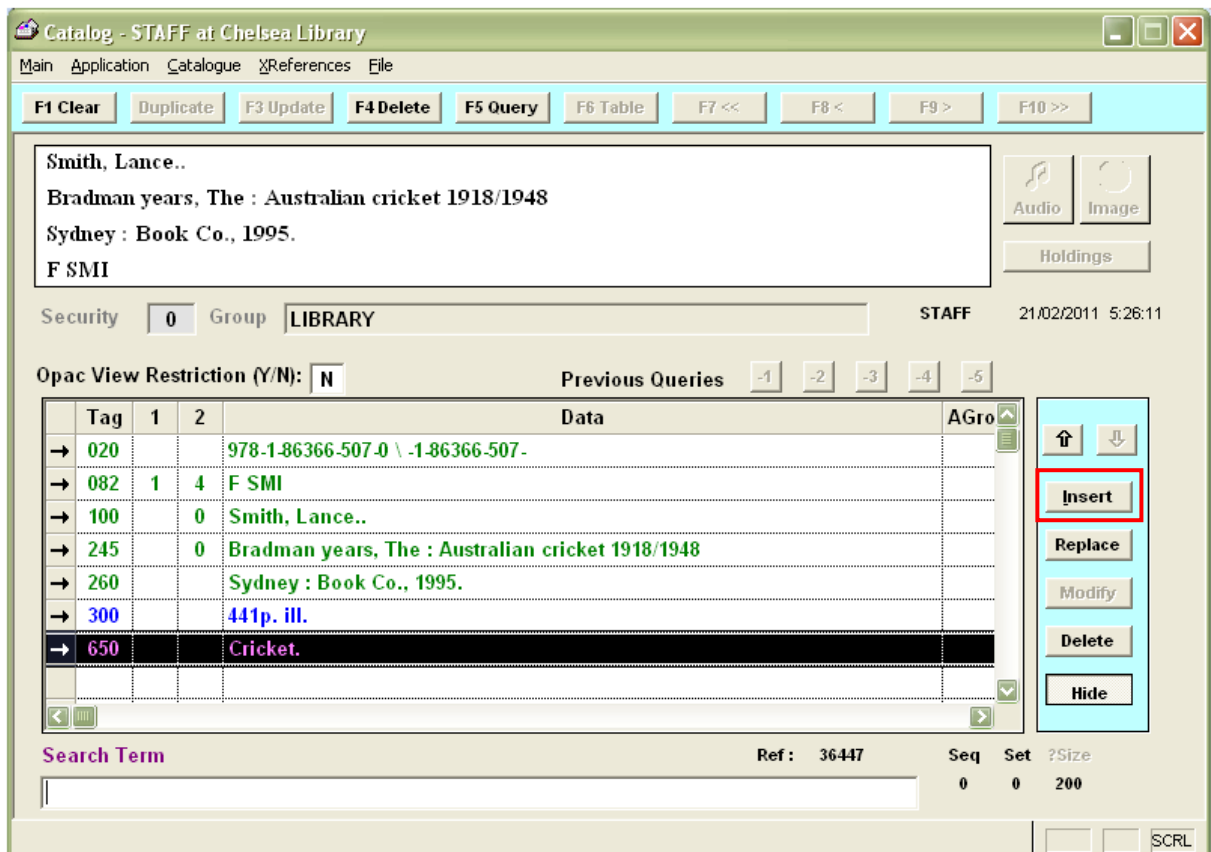 Catalog - STAFF at Chelsea Library
Main Application Catalogue XReferences File
F1 Clear Duplicate F3 Update F4 Delete F5 Query F6 Table F7 << F8 < F9 > F10 >>
Smith, Lance..
Bradman years, The : Australian cricket 1918/1948
Sydney : Book Co., 1995.
F SMI
Audio Image
Holdings
Security 0 Group LIBRARY STAFF 21/02/2011 5:26:11
Opac View Restriction (Y/N): N Previous Queries -1 -2 -3 -4 -5
Tag 1 2 Data AGro
020 978-1-86366-507-0 \ -1-86366-507-
082 1 4 F SMI
100 0 Smith, Lance..
245 0 Bradman years, The : Australian cricket 1918/1948
260 Sydney : Book Co., 1995.
300 441p. ill.
650 Cricket.
Insert
Replace
Modify
Delete
Hide
Search Term Ref : 36447 Seq Set ?Size
0 0 200
SCRL